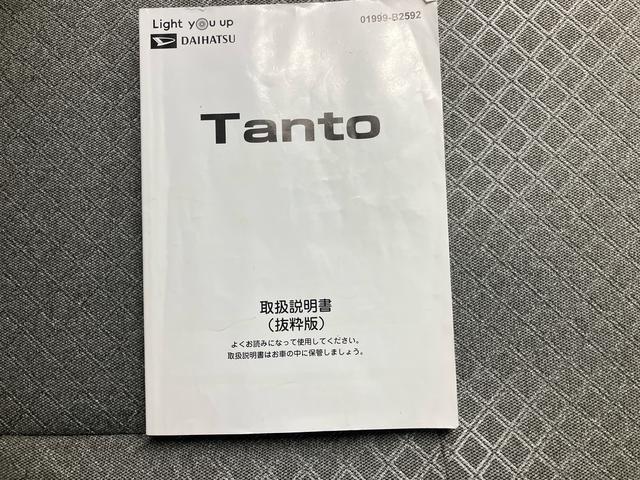 Light you up
01999-B2592
DAIHATSU
Tanto
取扱説明書
(抜粋版)
よくお読みになって使用してください。
取扱説明書はお車の中に保管しましょう。